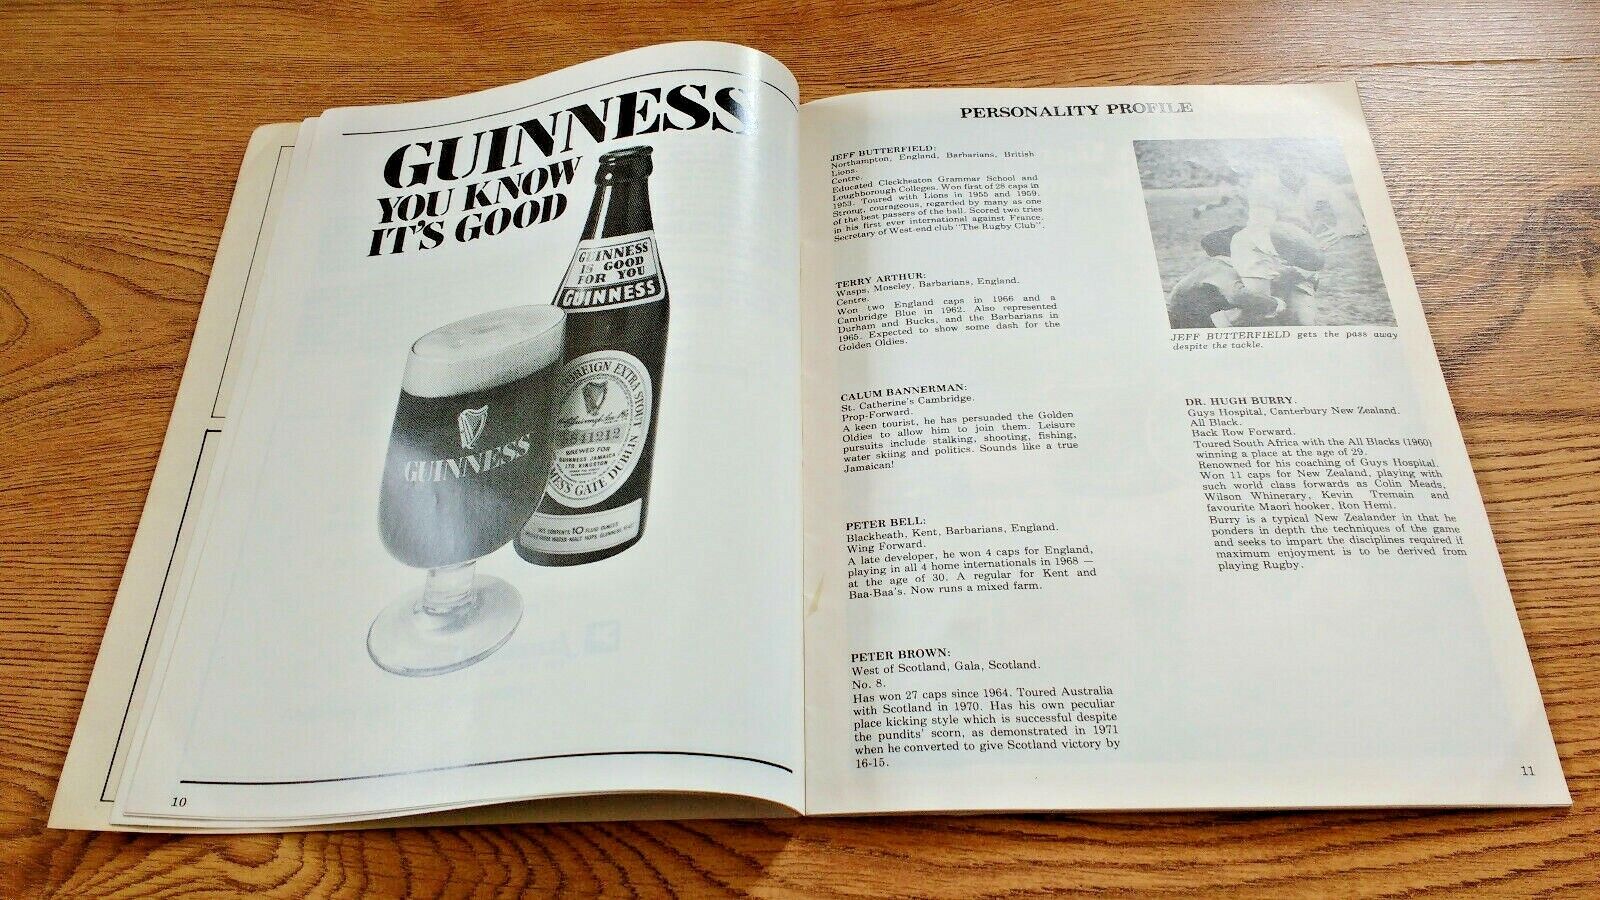 GUINNESS
YOU KNOW
IT'S GOOD
GUINNESS
IS GOOD
FOR YOU
GUINNESS
FOREIGN EXTRA STOUT
S841212
BREWED FOR
GUINNESS JAMAICA
LTD. KINGSTON
GATE DUBLIN
10 FLUID OUNCES
GUINNESS
10
PERSONALITY PROFILE
JEFF BUTTERFIELD:
Northampton, England, Barbarians, British
Lions.
Centre.
Educated Cleckheaton Grammar School and
Loughborough Colleges. Won first of 28 caps in
1953. Toured with Lions in 1955 and 1959.
Strong, courageous, regarded by many as one
of the best passers of the ball. Scored two tries
in his first ever international against France.
Secretary of West-end club "The Rugby Club".
TERRY ARTHUR:
Wasps, Moseley, Barbarians, England.
Centre.
Won two England caps in 1966 and a
Cambridge Blue in 1962. Also represented
Durham and Bucks, and the Barbarians in
1965. Expected to show some dash for the
Golden Oldies.
CALUM BANNERMAN:
St. Catherine's Cambridge.
Prop-Forward.
A keen tourist, he has persuaded the Golden
Oldies to allow him to join them. Leisure
pursuits include stalking, shooting, fishing,
water skiing and politics. Sounds like a true
Jamaican!
PETER BELL:
Blackheath, Kent, Barbarians, England.
Wing Forward.
A late developer, he won 4 caps for England,
playing in all 4 home internationals in 1968 —
at the age of 30. A regular for Kent and
Baa-Baa's. Now runs a mixed farm.
PETER BROWN:
West of Scotland, Gala, Scotland.
No. 8.
Has won 27 caps since 1964. Toured Australia
with Scotland in 1970. Has his own peculiar
place kicking style which is successful despite
the pundits' scorn, as demonstrated in 1971
when he converted to give Scotland victory by
16-15.
JEFF BUTTERFIELD gets the pass away
despite the tackle.
DR. HUGH BURRY.
Guys Hospital, Canterbury New Zealand.
All Black.
Back Row Forward.
Toured South Africa with the All Blacks (1960)
winning a place at the age of 29.
Renowned for his coaching of Guys Hospital.
Won 11 caps for New Zealand, playing with
such world class forwards as Colin Meads,
Wilson Whinerary, Kevin Tremain and
favourite Maori hooker, Ron Hemi.
Burry is a typical New Zealander in that he
ponders in depth the techniques of the game
and seeks to impart the disciplines required if
maximum enjoyment is to be derived from
playing Rugby.
11